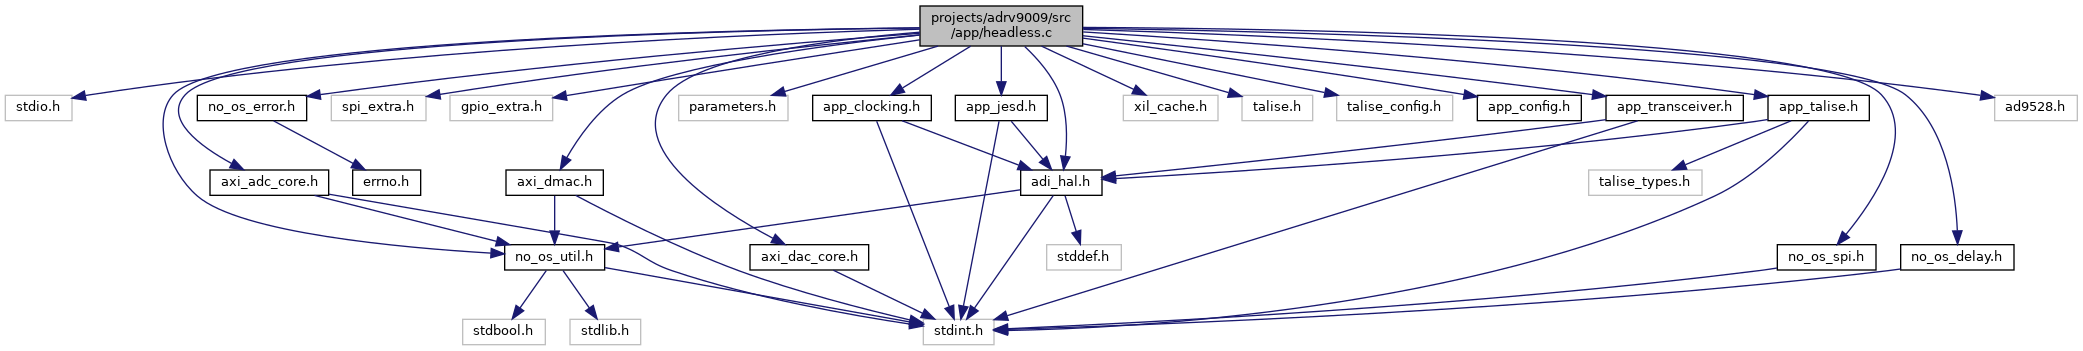 projects/adrv9009/src
/app/headless.c
stdio.h
no_os_error.h
spi_extra.h
gpio_extra.h
parameters.h
app_clocking.h
app_jesd.h
xil_cache.h
talise.h
talise_config.h
app_config.h
app_transceiver.h
app_talise.h
ad9528.h
axi_adc_core.h
errno.h
axi_dmac.h
adi_hal.h
talise_types.h
no_os_util.h
axi_dac_core.h
stddef.h
no_os_spi.h
no_os_delay.h
stdbool.h
stdlib.h
stdint.h